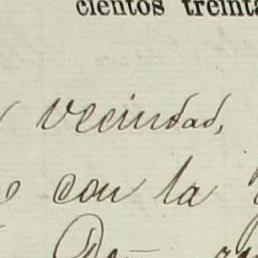 cientos treinta
vecindad,
con la